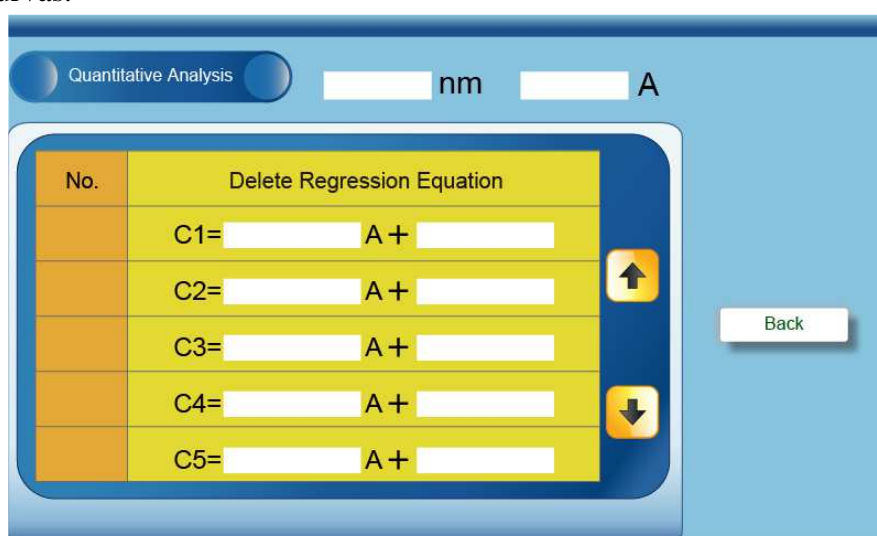 Quantitative Analysis nm A
No. Delete Regression Equation
C1= A+
C2= A+
Back
C3= A+
C4= A+
C5= A+